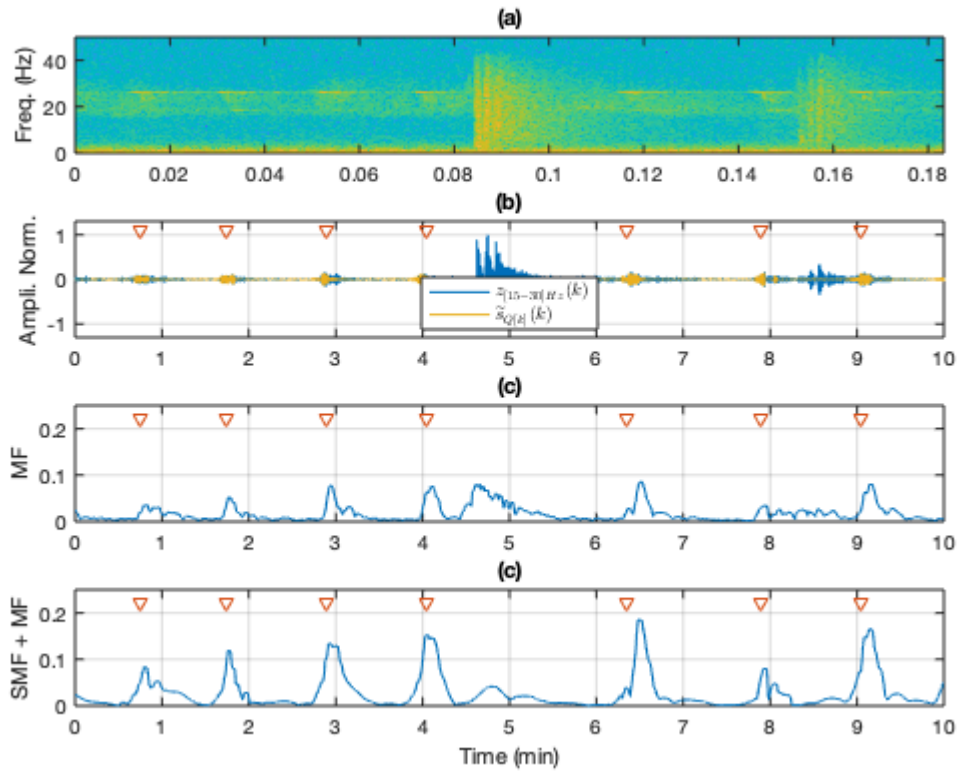 (a)
Freq. (Hz)
40
20
0
0 0.02 0.04 0.06 0.08 0.1 0.12 0.14 0.16 0.18
(b)
Ampli. Norm.
1
0
-1
z[15−30]Hz(k)
s̃Q[k](k)
0 1 2 3 4 5 6 7 8 9 10
(c)
MF
0.2
0.1
0
0 1 2 3 4 5 6 7 8 9 10
(c)
SMF + MF
0.2
0.1
0
0 1 2 3 4 5 6 7 8 9 10
Time (min)